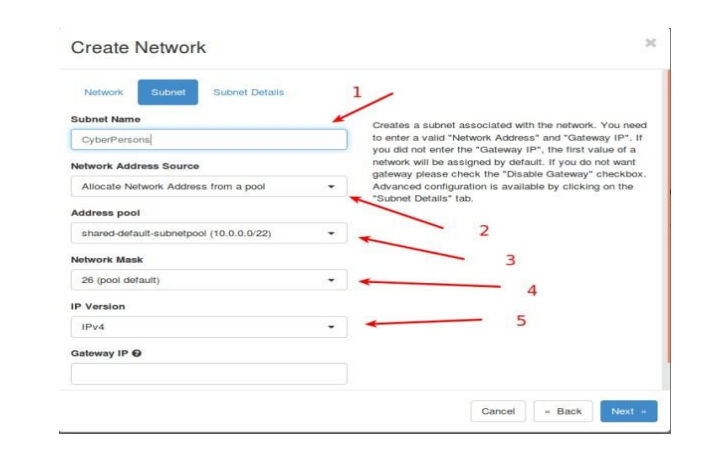 Create Network
×
Network Subnet Subnet Details
1
Subnet Name
CyberPersons
Creates a subnet associated with the network. You need
to enter a valid "Network Address" and "Gateway IP". If
you did not enter the "Gateway IP", the first value of a
network will be assigned by default. If you do not want
gateway please check the "Disable Gateway" checkbox.
Advanced configuration is available by clicking on the
"Subnet Details" tab.
Network Address Source
Allocate Network Address from a pool
2
Address pool
shared-default-subnetpool (10.0.0.0/22)
3
Network Mask
26 (pool default)
4
IP Version
IPv4
5
Gateway IP
Cancel « Back Next »